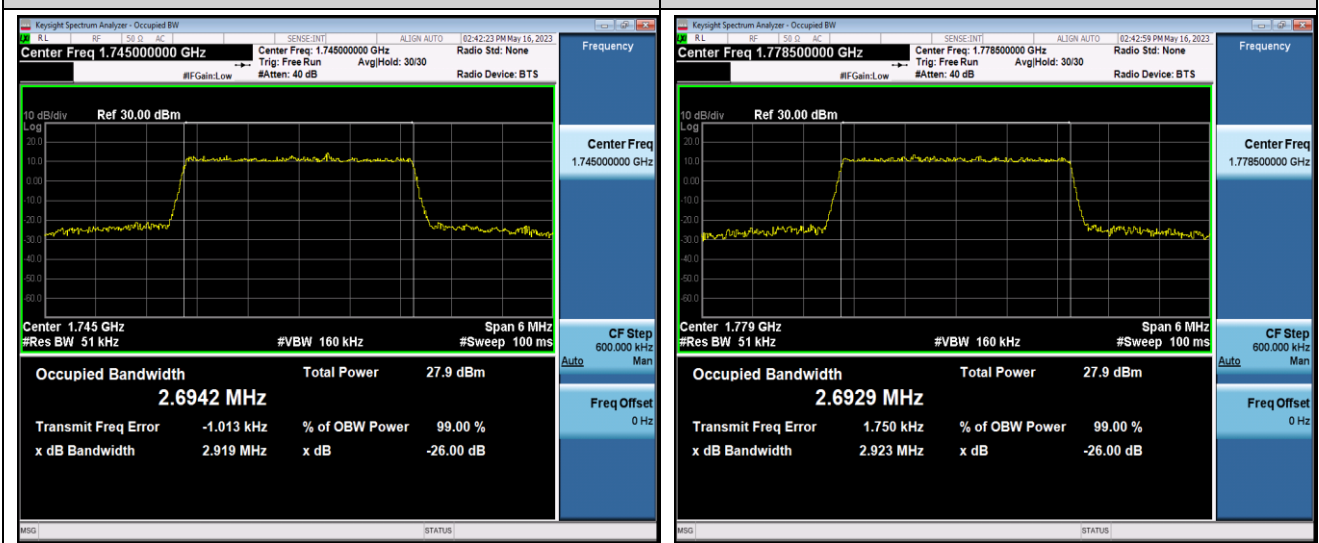 Keysight Spectrum Analyzer - Occupied BW
RL RF 50 Ω AC SENSE:INT ALIGN AUTO 02:42:23 PM May 16, 2023
Center Freq 1.745000000 GHz
Center Freq: 1.745000000 GHz
Radio Std: None
Trig: Free Run Avg|Hold: 30/30
#IFGain:Low #Atten: 40 dB Radio Device: BTS
10 dB/div Ref 30.00 dBm
Log
20.0
10.0
0.00
-10.0
-20.0
-30.0
-40.0
-50.0
-60.0
Center 1.745 GHz Span 6 MHz
#Res BW 51 kHz #VBW 160 kHz #Sweep 100 ms
Occupied Bandwidth Total Power 27.9 dBm
2.6942 MHz
Transmit Freq Error -1.013 kHz % of OBW Power 99.00 %
x dB Bandwidth 2.919 MHz x dB -26.00 dB
MSG STATUS
Frequency
Center Freq
1.745000000 GHz
CF Step
600.000 kHz
Auto Man
Freq Offset
0 Hz
Keysight Spectrum Analyzer - Occupied BW
RL RF 50 Ω AC SENSE:INT ALIGN AUTO 02:42:59 PM May 16, 2023
Center Freq 1.778500000 GHz
Center Freq: 1.778500000 GHz
Radio Std: None
Trig: Free Run Avg|Hold: 30/30
#IFGain:Low #Atten: 40 dB Radio Device: BTS
10 dB/div Ref 30.00 dBm
Log
20.0
10.0
0.00
-10.0
-20.0
-30.0
-40.0
-50.0
-60.0
Center 1.779 GHz Span 6 MHz
#Res BW 51 kHz #VBW 160 kHz #Sweep 100 ms
Occupied Bandwidth Total Power 27.9 dBm
2.6929 MHz
Transmit Freq Error 1.750 kHz % of OBW Power 99.00 %
x dB Bandwidth 2.923 MHz x dB -26.00 dB
MSG STATUS
Frequency
Center Freq
1.778500000 GHz
CF Step
600.000 kHz
Auto Man
Freq Offset
0 Hz